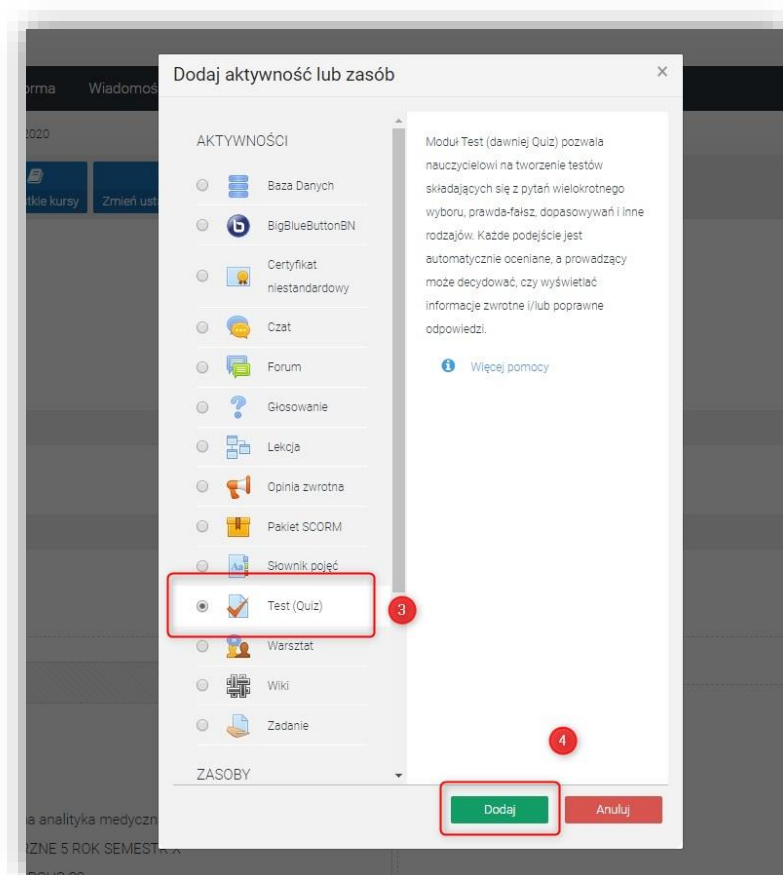 Dodaj aktywność lub zasób
×
orma Wiadomoś
2020
tkie kursy Zmień ust
AKTYWNOŚCI
Baza Danych
BigBlueButtonBN
Certyfikat
niestandardowy
Czat
Forum
Głosowanie
Lekcja
Opinia zwrotna
Pakiet SCORM
Słownik pojęć
Test (Quiz)
3
Warsztat
Wiki
Zadanie
ZASOBY
Moduł Test (dawniej Quiz) pozwala
nauczycielowi na tworzenie testów
składających się z pytań wielokrotnego
wyboru, prawda-fałsz, dopasowywań i inne
rodzajów. Każde podejście jest
automatycznie oceniane, a prowadzący
może decydować, czy wyświetlać
informacje zwrotne i/lub poprawne
odpowiedzi.
Więcej pomocy
4
Dodaj Anuluj
a analityka medyczn
ZNE 5 ROK SEMESTR X